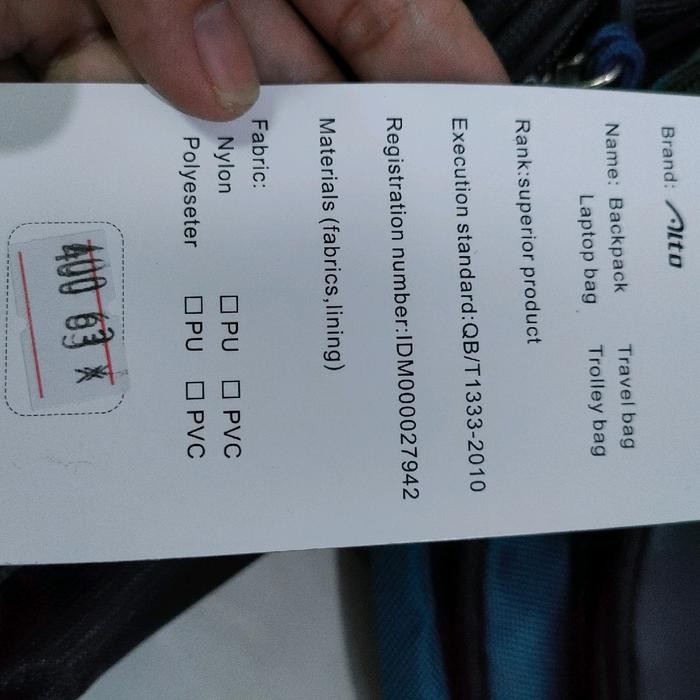 Brand: Alto
Name: Backpack Travel bag
Laptop bag Trolley bag
Rank:superior product
Execution standard:QB/T1333-2010
Registration number:IDM000027942
Materials (fabrics,lining)
Fabric:
Nylon □ PU □ PVC
Polyeseter □ PU □ PVC
400 63 *